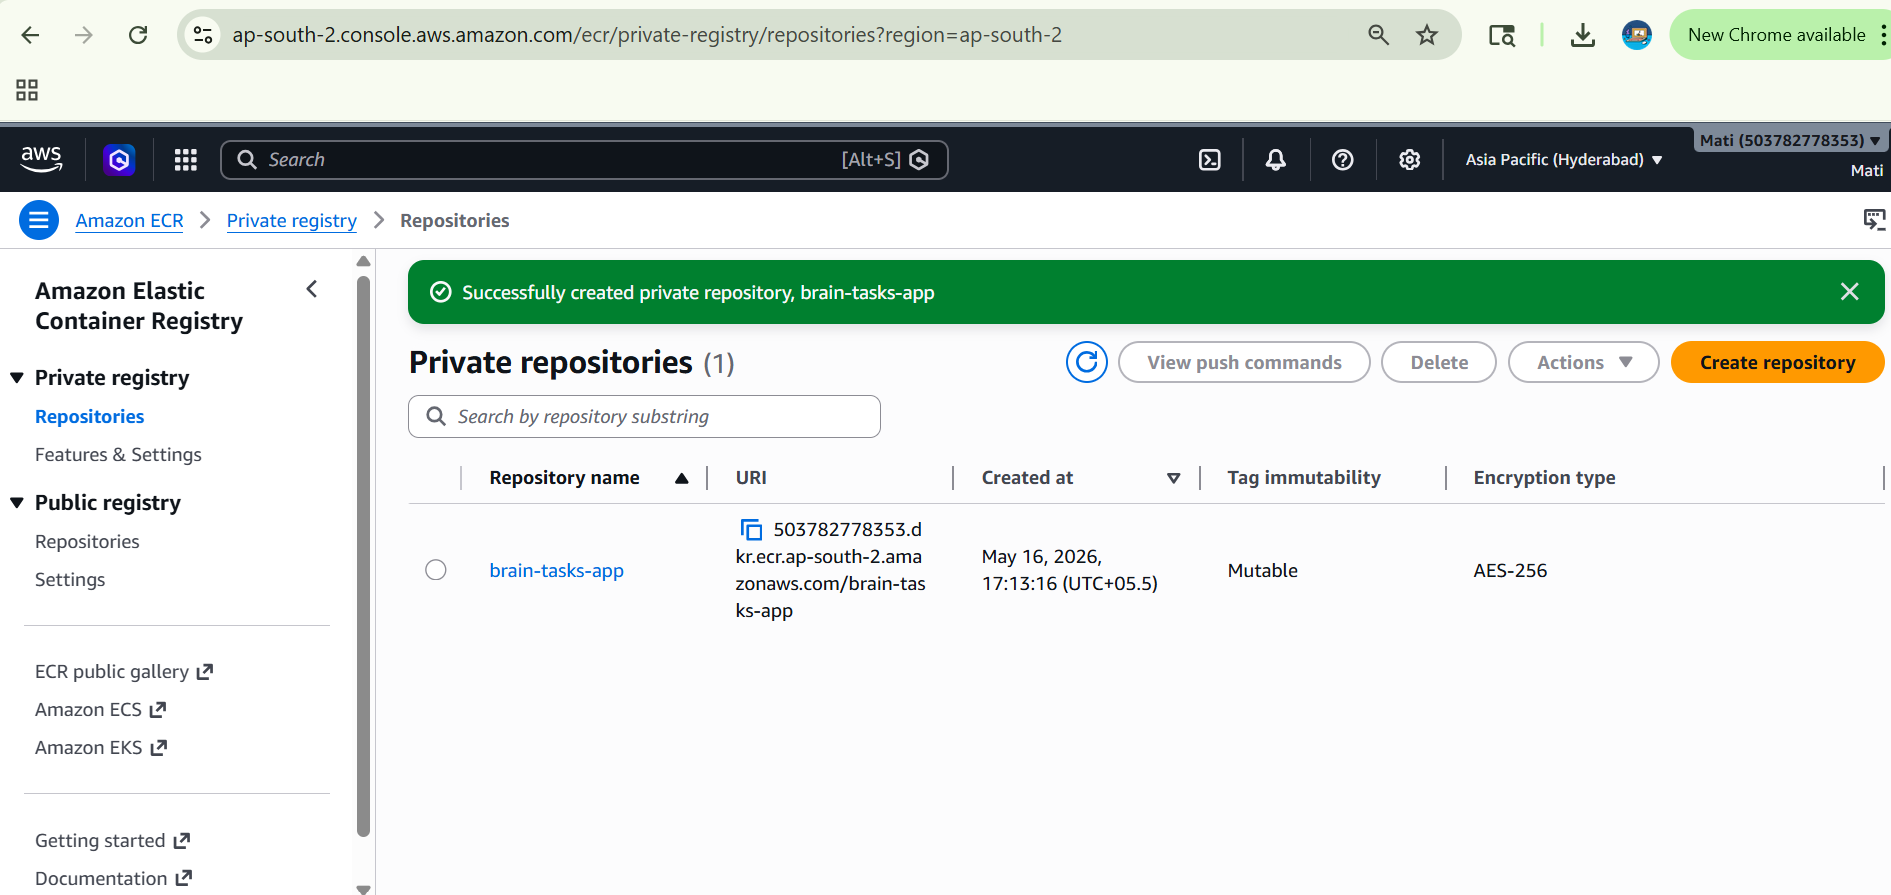 ap-south-2.console.aws.amazon.com/ecr/private-registry/repositories?region=ap-south-2
New Chrome available
aws
Search
[Alt+S]
Asia Pacific (Hyderabad)
Mati (503782778353)
Mati
Amazon ECR
Private registry
Repositories
Amazon Elastic
Container Registry
Private registry
Repositories
Features & Settings
Public registry
Repositories
Settings
ECR public gallery
Amazon ECS
Amazon EKS
Getting started
Documentation
Successfully created private repository, brain-tasks-app
Private repositories (1)
View push commands
Delete
Actions
Create repository
Search by repository substring
Repository name
URI
Created at
Tag immutability
Encryption type
brain-tasks-app
503782778353.d
kr.ecr.ap-south-2.ama
zonaws.com/brain-tas
ks-app
May 16, 2026,
17:13:16 (UTC+05.5)
Mutable
AES-256